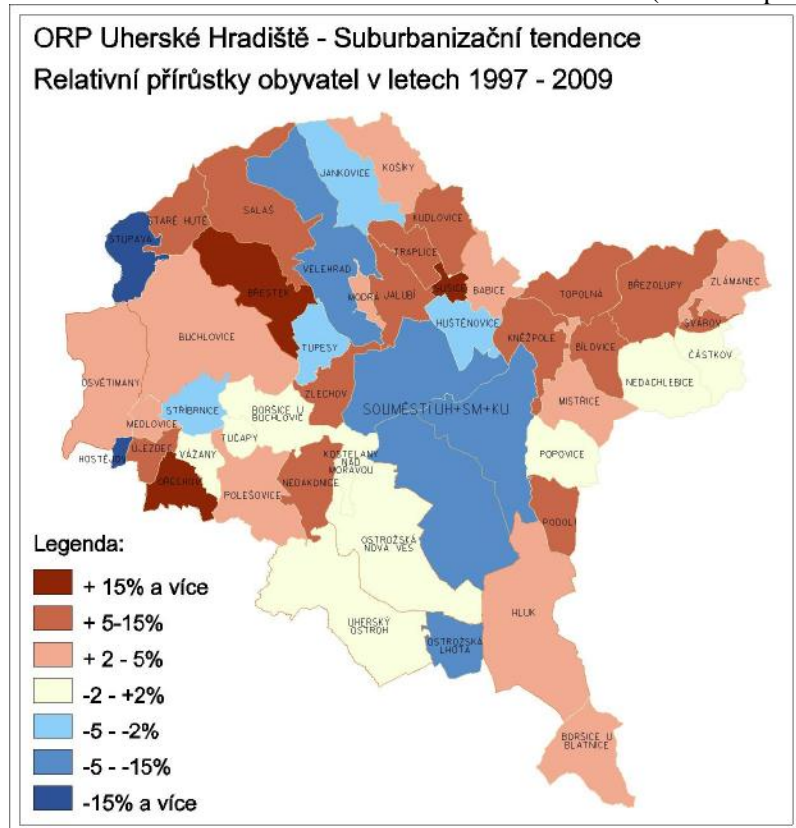 ORP Uherské Hradiště - Suburbanizační tendence
Relativní přírůstky obyvatel v letech 1997 - 2009
KOŠÍKY
JANKOVICE
SALAŠ
STARÉ HUTĚ
KUDLOVICE
STUPAVA
TRAPLICE
VELEHRAD
ZLÁMANEC
BŘEZOLUPY
TOPOLNÁ
SUŠICE
BABICE
BŘESTEK
MODRÁ
JALUBÍ
SVÁROV
HUŠTĚNOVICE
BUCHLOVICE
KNĚŽPOLE
TUPESY
BÍLOVICE
ČÁSTKOV
OSVĚTIMANY
NEDACHLEBICE
ZLECHOV
MISTŘICE
STŘÍBRNICE
BORŠICE U
BUCHLOVIC
SOUMĚSTÍ UH+SM+KU
MEDLOVICE
TUČAPY
ÚJEZDEC
VÁŽANY
HOSTĚJOV
KOSTELANY
NAD
MORAVOU
POPOVICE
OŘECHOV
NEDAKONICE
POLEŠOVICE
PODOLÍ
OSTROŽSKÁ
NOVÁ VES
HLUK
UHERSKÝ
OSTROH
OSTROŽSKÁ
LHOTA
BORŠICE U
BLATNICE
Legenda:
+ 15% a více
+ 5-15%
+ 2 - 5%
-2 - +2%
-5 - -2%
-5 - -15%
-15% a více